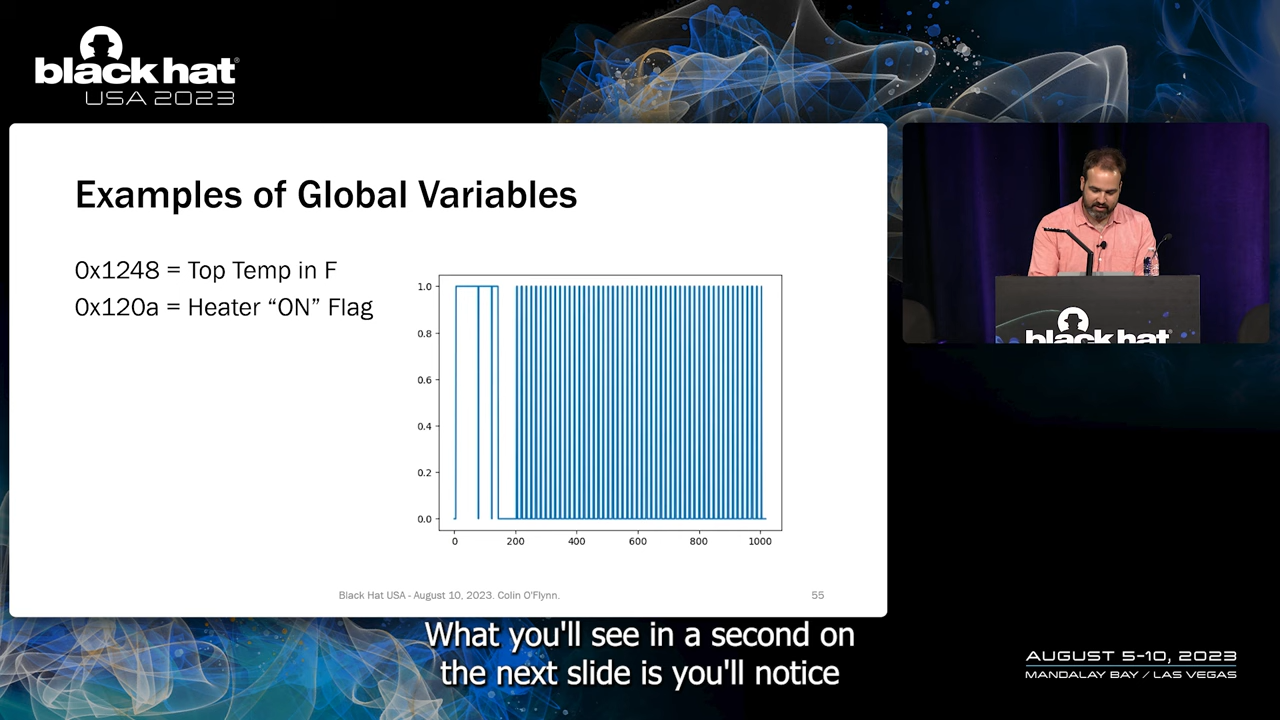 blackhat®
USA 2023
Examples of Global Variables
0x1248 = Top Temp in F
0x120a = Heater “ON” Flag
1.0
0.8
0.6
0.4
0.2
0.0
0
200
400
600
800
1000
Black Hat USA - August 10, 2023. Colin O'Flynn.
55
black hat
What you'll see in a second on
the next slide is you'll notice
AUGUST 5-10, 2023
MANDALAY BAY / LAS VEGAS